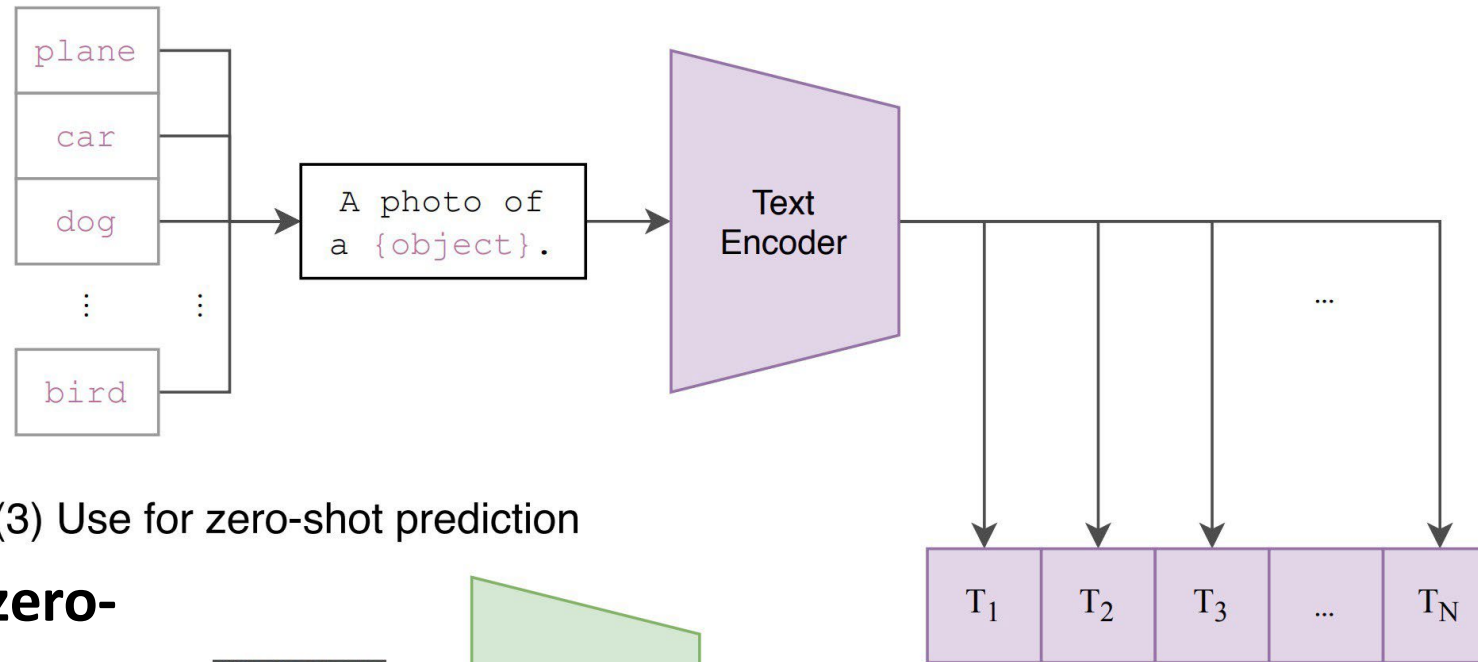 plane
car
dog
⋮ ⋮
bird
A photo of
a {object}.
Text
Encoder
...
(3) Use for zero-shot prediction
zero-
T1 T2 T3 ... TN